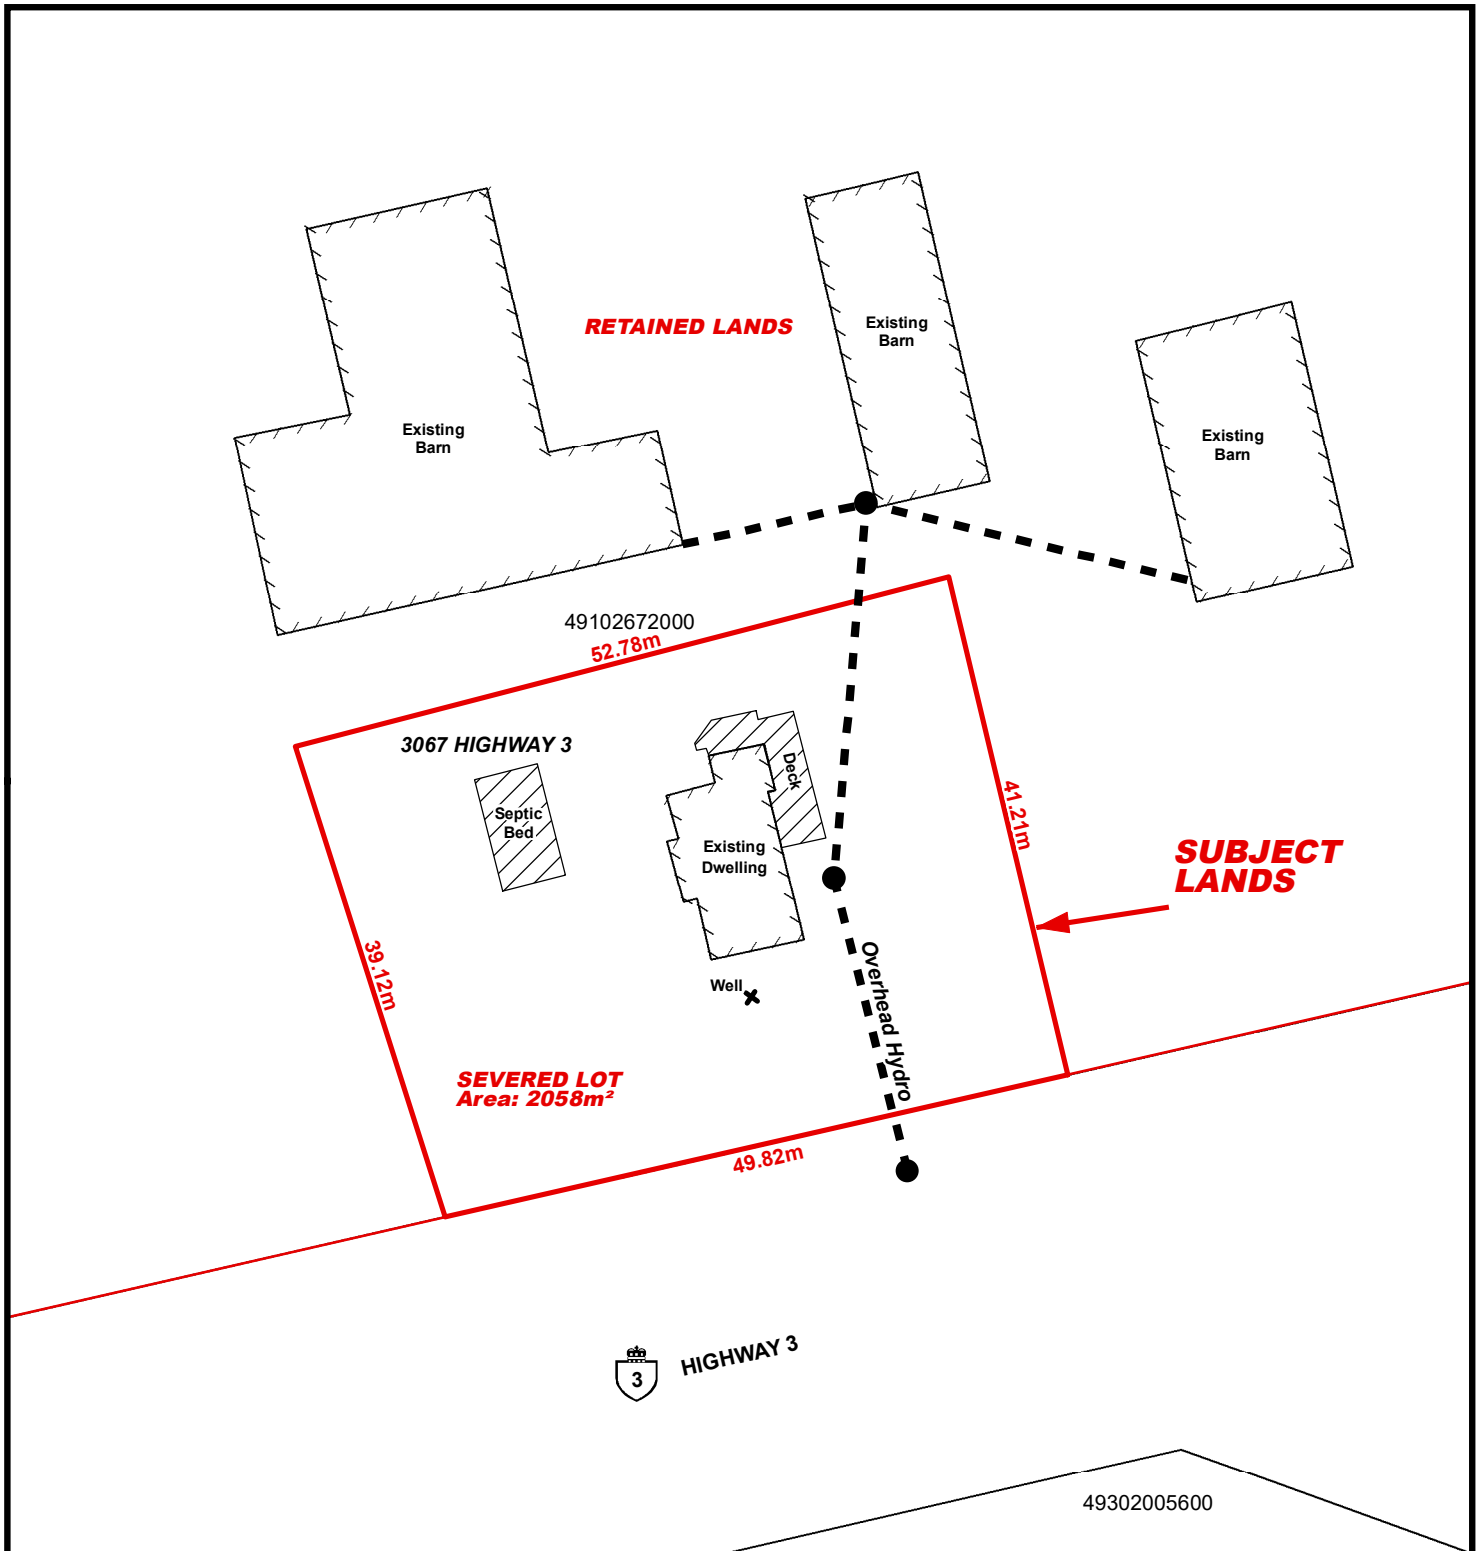 RETAINED LANDS
Existing
Barn
Existing
Barn
Existing
Barn
49102672000
52.78m
3067 HIGHWAY 3
Septic
Bed
Deck
Existing
Dwelling
41.21m
SUBJECT
LANDS
39.12m
Well
Overhead Hydro
SEVERED LOT
Area: 2058m²
49.82m
3
HIGHWAY 3
49302005600